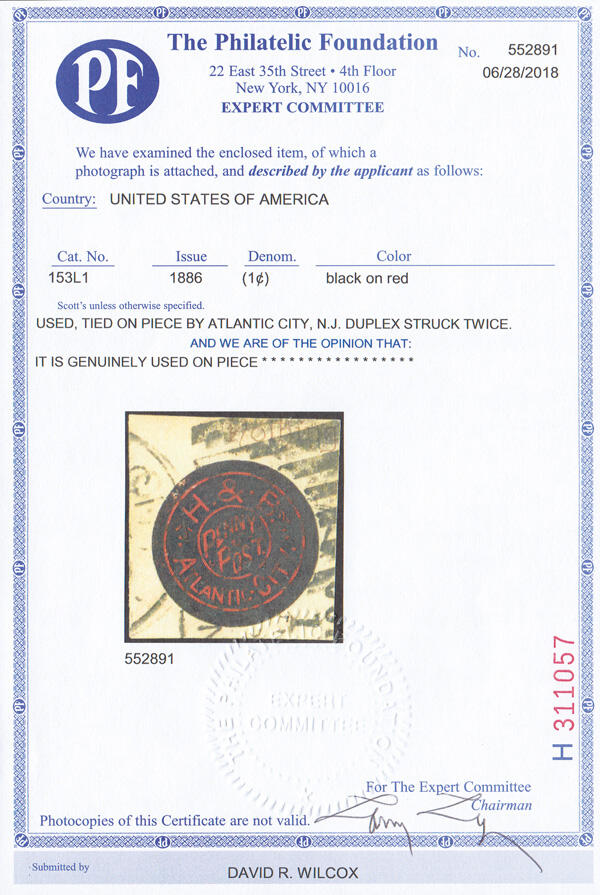 PF
The Philatelic Foundation
22 East 35th Street • 4th Floor
New York, NY 10016
EXPERT COMMITTEE
No. 552891
06/28/2018
We have examined the enclosed item, of which a
photograph is attached, and described by the applicant as follows:
Country: UNITED STATES OF AMERICA
Cat. No. Issue Denom. Color
153L1 1886 (1¢) black on red
Scott's unless otherwise specified.
USED, TIED ON PIECE BY ATLANTIC CITY, N.J. DUPLEX STRUCK TWICE.
AND WE ARE OF THE OPINION THAT:
IT IS GENUINELY USED ON PIECE * * * * * * * * * * * * * * * * *
H & F
PENNY
POST.
ATLANTIC CITY
552891
THE PHILATELIC FOUNDATION
EXPERT
COMMITTEE
H 311057
For The Expert Committee
Chairman
Photocopies of this Certificate are not valid.
Submitted by
DAVID R. WILCOX